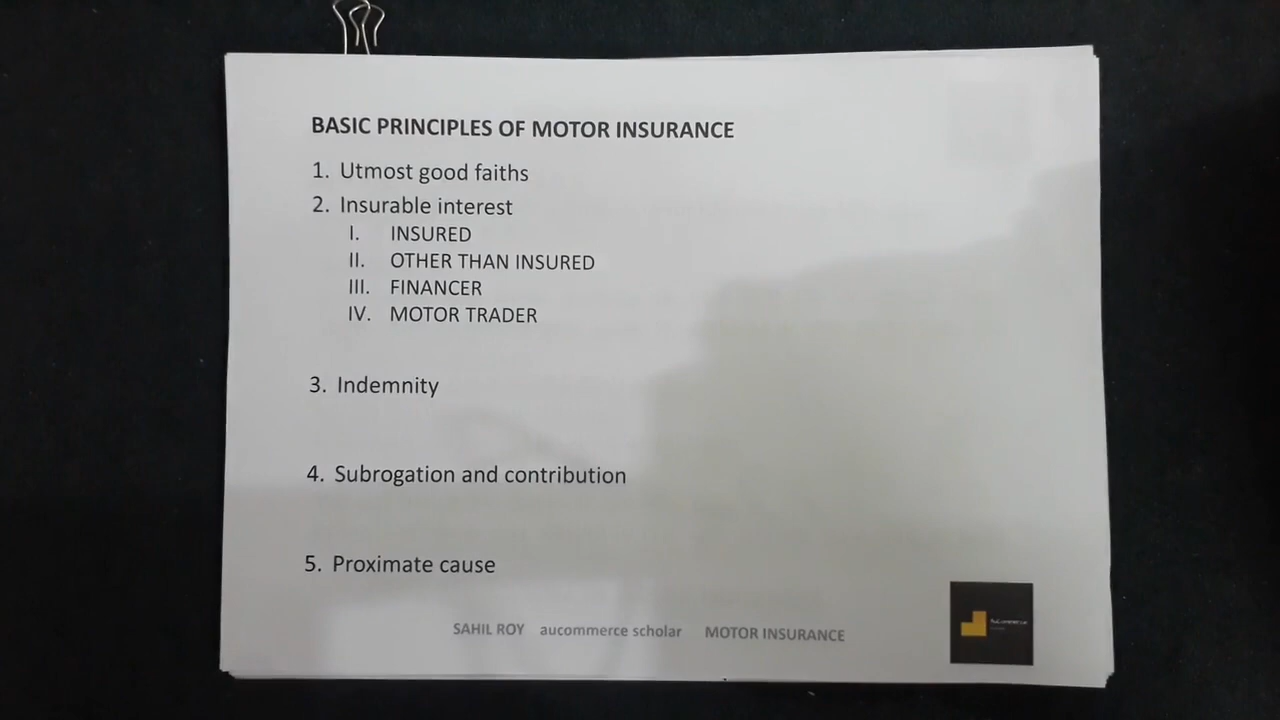 BASIC PRINCIPLES OF MOTOR INSURANCE
1. Utmost good faiths
2. Insurable interest
I. INSURED
II. OTHER THAN INSURED
III. FINANCER
IV. MOTOR TRADER
3. Indemnity
4. Subrogation and contribution
5. Proximate cause
SAHIL ROY aucommerce scholar MOTOR INSURANCE
AuCommerce